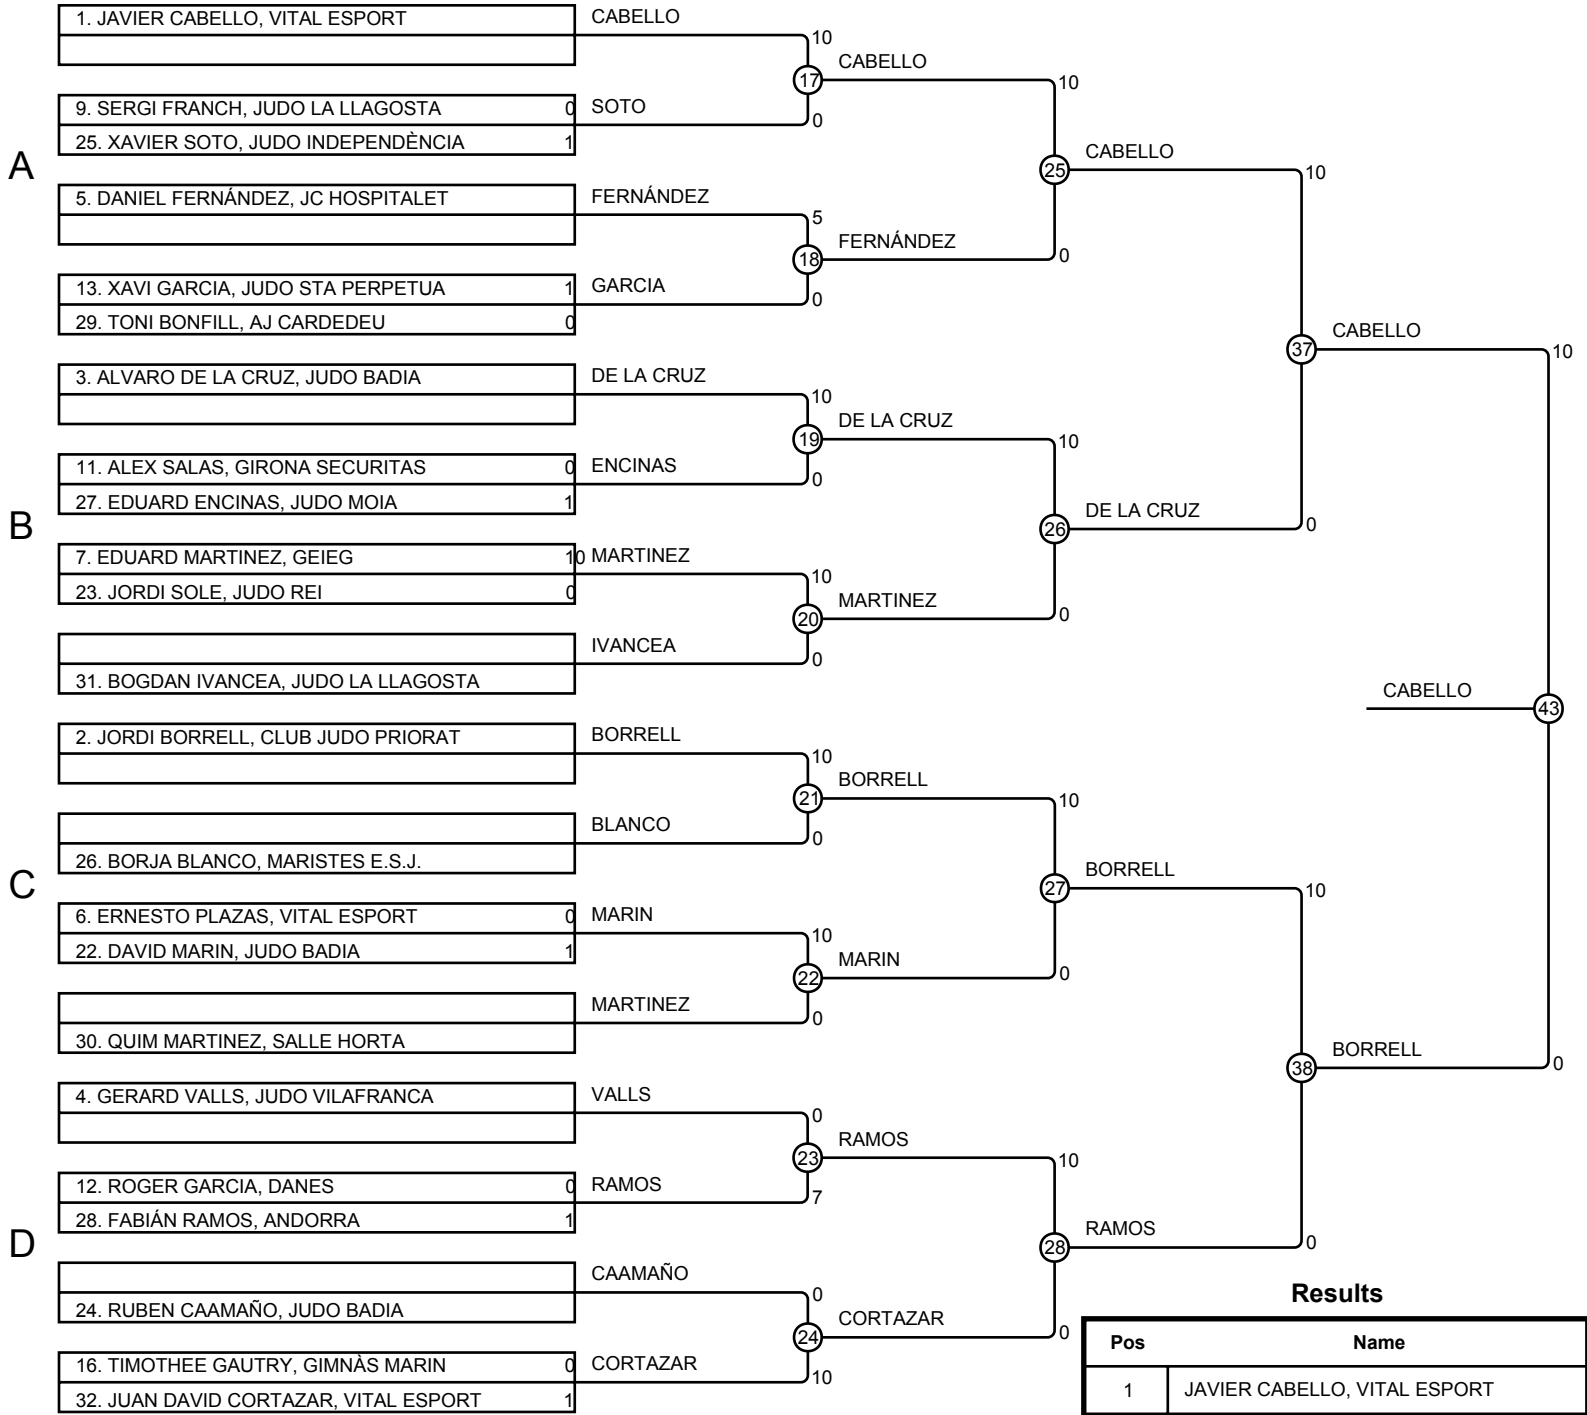 1. JAVIER CABELLO, VITAL ESPORT CABELLO
10
CABELLO
17
10
9. SERGI FRANCH, JUDO LA LLAGOSTA 0 SOTO
0
25. XAVIER SOTO, JUDO INDEPENDÈNCIA 1
A
CABELLO
25
10
5. DANIEL FERNÁNDEZ, JC HOSPITALET FERNÁNDEZ
5
FERNÁNDEZ
18
0
13. XAVI GARCIA, JUDO STA PERPETUA 1 GARCIA
0
29. TONI BONFILL, AJ CARDEDEU 0
CABELLO
37
10
3. ALVARO DE LA CRUZ, JUDO BADIA DE LA CRUZ
10
DE LA CRUZ
19
10
11. ALEX SALAS, GIRONA SECURITAS 0 ENCINAS
0
27. EDUARD ENCINAS, JUDO MOIA 1
B
DE LA CRUZ
26
0
7. EDUARD MARTINEZ, GEIEG 10 MARTINEZ
10
23. JORDI SOLE, JUDO REI 0
MARTINEZ
20
0
IVANCEA
0
31. BOGDAN IVANCEA, JUDO LA LLAGOSTA
CABELLO
43
2. JORDI BORRELL, CLUB JUDO PRIORAT BORRELL
10
BORRELL
21
10
BLANCO
0
26. BORJA BLANCO, MARISTES E.S.J.
C
BORRELL
27
10
6. ERNESTO PLAZAS, VITAL ESPORT 0 MARIN
10
22. DAVID MARIN, JUDO BADIA 1
MARIN
22
0
MARTINEZ
0
30. QUIM MARTINEZ, SALLE HORTA
BORRELL
38
0
4. GERARD VALLS, JUDO VILAFRANCA VALLS
0
RAMOS
23
10
12. ROGER GARCIA, DANES 0 RAMOS
7
28. FABIÁN RAMOS, ANDORRA 1
D
RAMOS
28
0
CAAMAÑO
0
24. RUBEN CAAMAÑO, JUDO BADIA
CORTAZAR
24
0
16. TIMOTHEE GAUTRY, GIMNÀS MARIN 0 CORTAZAR
10
32. JUAN DAVID CORTAZAR, VITAL ESPORT 1
Results
Pos Name
1 JAVIER CABELLO, VITAL ESPORT